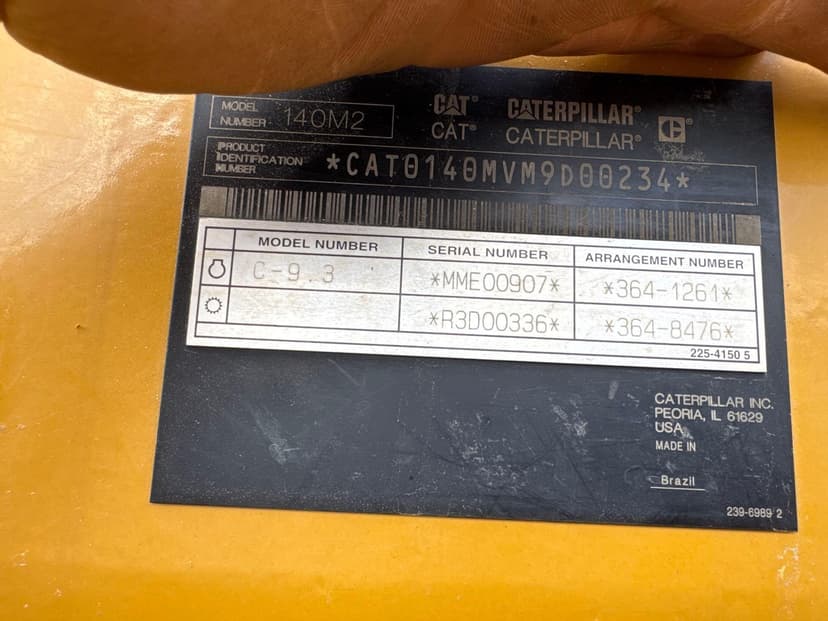 MODEL NUMBER 140M2
CAT® CATERPILLAR®
CAT® CATERPILLAR®
PRODUCT IDENTIFICATION NUMBER *CAT0140MVM9D00234*
MODEL NUMBER SERIAL NUMBER ARRANGEMENT NUMBER
C-9.3 *MME00907* *364-1261*
*R3D00336* *364-8476*
225-4150 5
CATERPILLAR INC.
PEORIA, IL 61629
USA
MADE IN
Brazil
239-6989 2